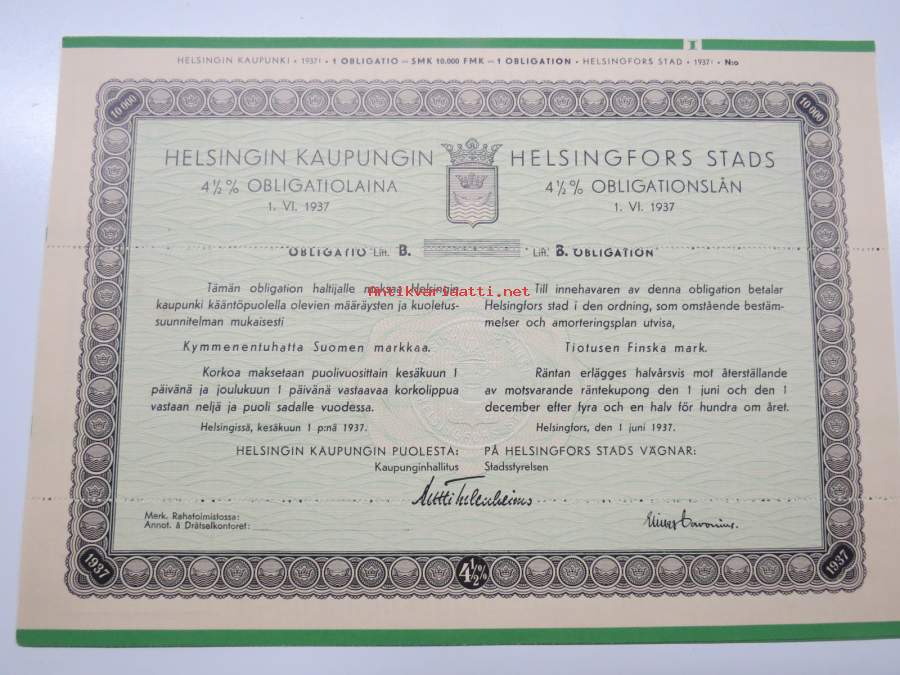 HELSINGIN KAUPUNKI • 1937 I • 1 OBLIGATIO — SMK 10.000 FMK — 1 OBLIGATION • HELSINGFORS STAD • 1937 I • N:o
10 000
10 000
HELSINGIN KAUPUNGIN
4½% OBLIGATIOLAINA
1. VI. 1937
HELSINGFORS STADS
4½% OBLIGATIONSLÅN
1. VI. 1937
OBLIGATIO Litt. B.
Litt. B. OBLIGATION
Tämän obligation haltijalle maksaa Helsingin
kaupunki kääntöpuolella olevien määräysten ja kuoletus-
suunnitelman mukaisesti
Kymmenentuhatta Suomen markkaa.
Korkoa maksetaan puolivuosittain kesäkuun 1
päivänä ja joulukuun 1 päivänä vastaavaa korkolippua
vastaan neljä ja puoli sadalle vuodessa.
Helsingissä, kesäkuun 1 p:nä 1937.
HELSINGIN KAUPUNGIN PUOLESTA:
Kaupunginhallitus
Till innehavaren av denna obligation betalar
Helsingfors stad i den ordning, som omstående bestäm-
melser och amorteringsplan utvisa,
Tiotusen Finska mark.
Räntan erlägges halvårsvis mot återställande
av motsvarande räntekupong den 1 juni och den 1
december efter fyra och en halv för hundra om året.
Helsingfors, den 1 juni 1937.
PÅ HELSINGFORS STADS VÄGNAR:
Stadsstyrelsen
Antikvariaatti.net
Merk. Rahatoimistossa:
Annot. å Drätselkontoret:
1937
4½%
1937